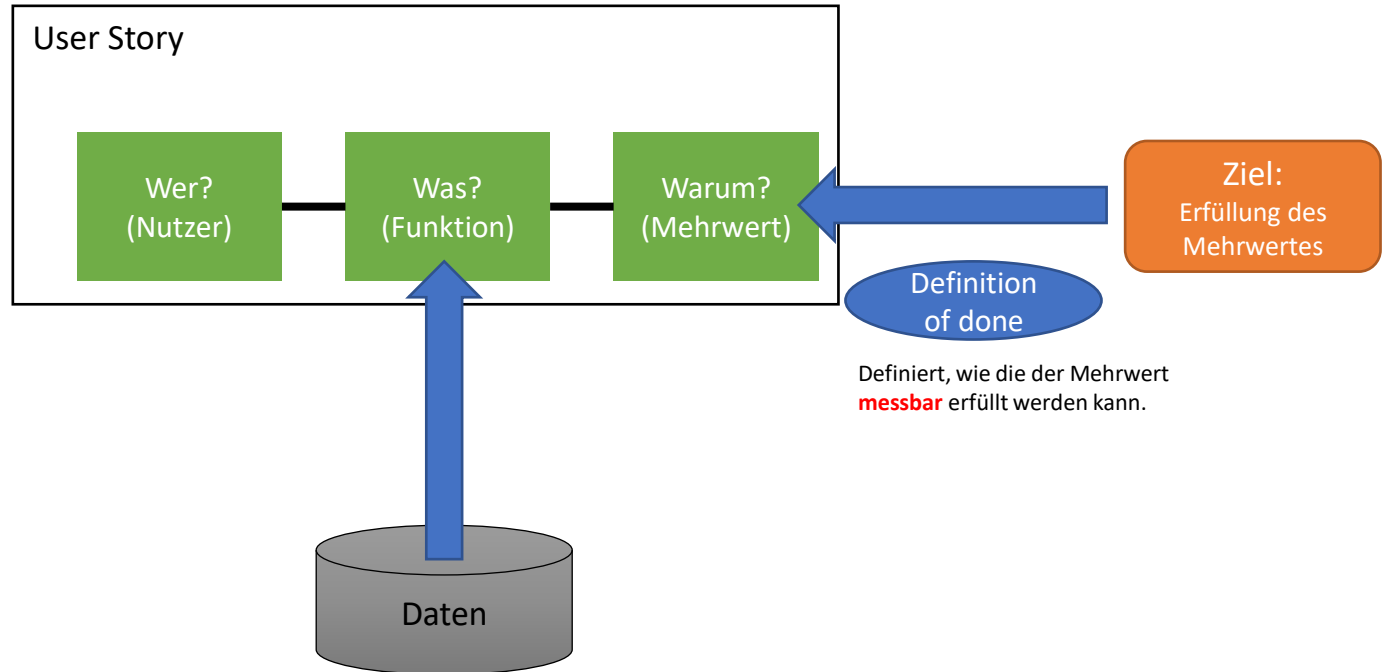 User Story
Wer?
(Nutzer)
Was?
(Funktion)
Warum?
(Mehrwert)
Ziel:
Erfüllung des
Mehrwertes
Definition
of done
Definiert, wie die der Mehrwert
messbar erfüllt werden kann.
Daten